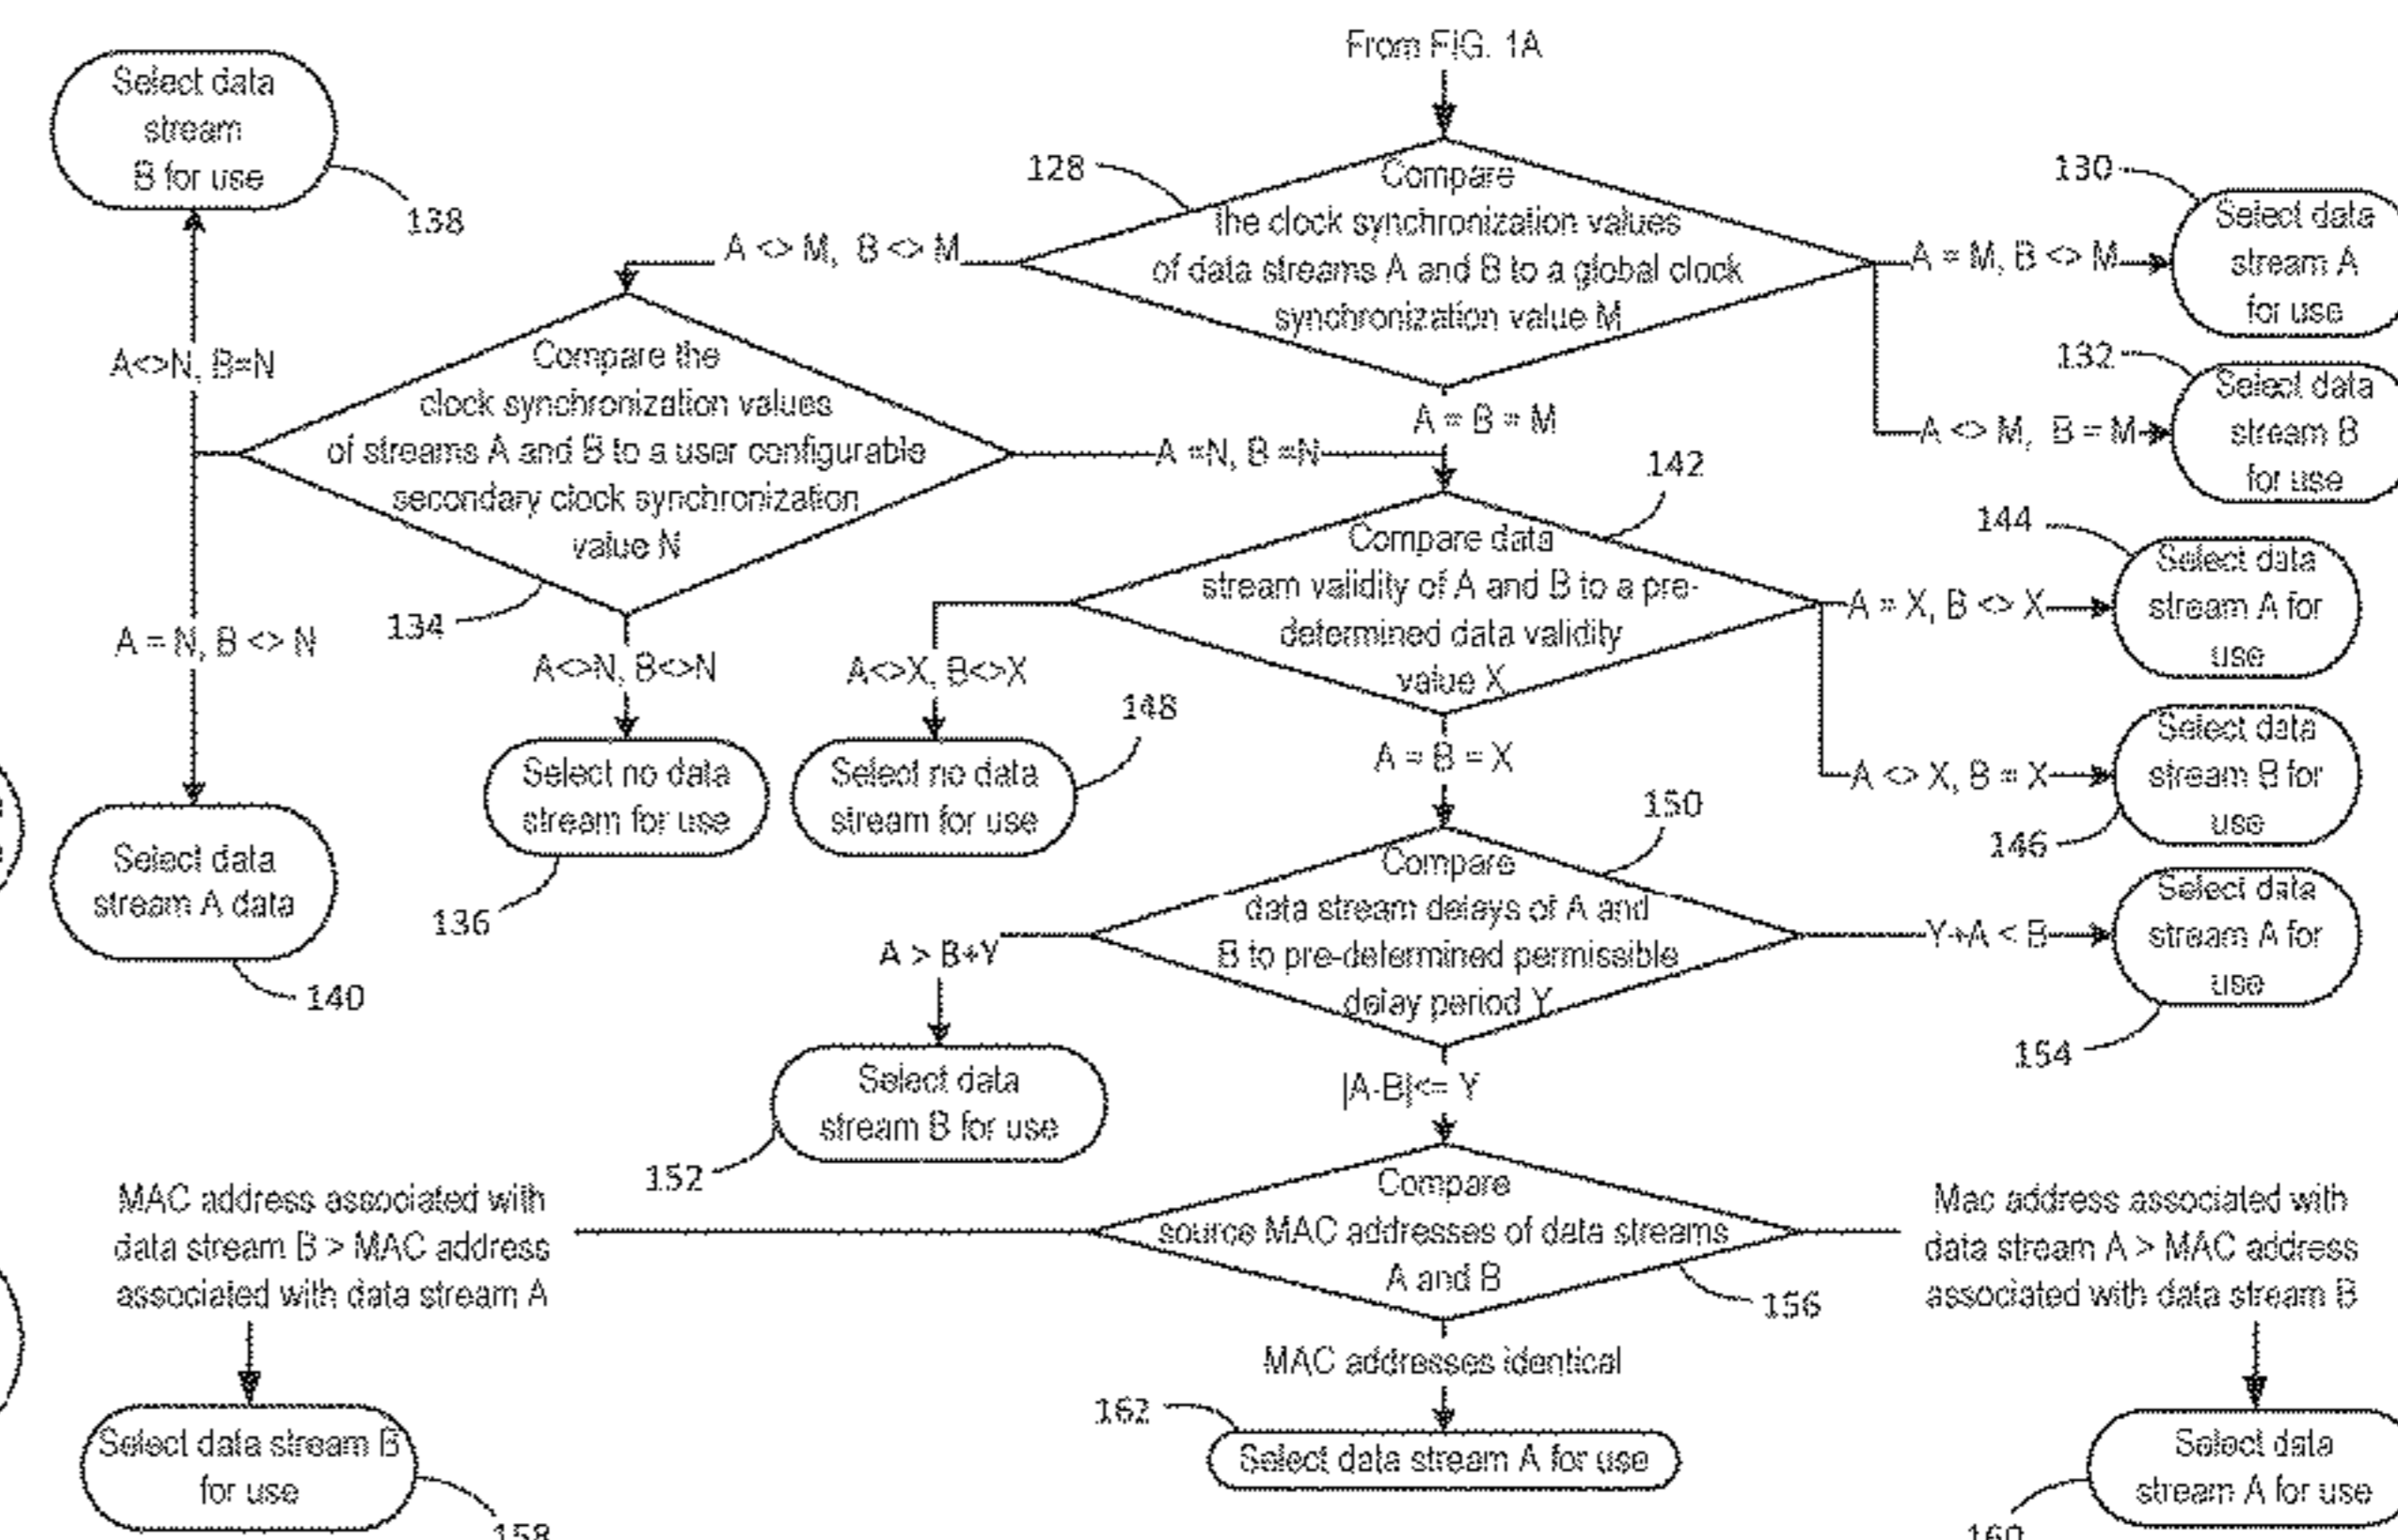 From FIG. 1A
Select data
stream
B for use
138
128
Compare
the clock synchronization values
of data streams A and B to a global clock
synchronization value M
130
Select data
stream A
for use
A = M, B <> M
A <> M, B <> M
132
Select data
stream B
for use
A <> M, B = M
A = B = M
A<>N, B=N
Compare the
clock synchronization values
of streams A and B to a user configurable
secondary clock synchronization
value N
134
A =N, B =N
142
Compare data
stream validity of A and B to a pre-
determined data validity
value X
144
Select data
stream A for
use
A = X, B <> X
A = N, B <> N
A<>N, B<>N
A<>X, B<>X
148
Select data
stream B for
use
A <> X, B = X
146
A = B = X
Select no data
stream for use
136
Select no data
stream for use
Select data
stream A data
140
150
Compare
data stream delays of A and
B to pre-determined permissible
delay period Y
Y+A < B
Select data
stream A for
use
154
A > B+Y
Select data
stream B for use
152
|A-B|<= Y
Compare
source MAC addresses of data streams
A and B
156
MAC address associated with
data stream B > MAC address
associated with data stream A
Mac address associated with
data stream A > MAC address
associated with data stream B
MAC addresses identical
162
Select data stream A for use
Select data stream B
for use
158
Select data
stream A for use
160